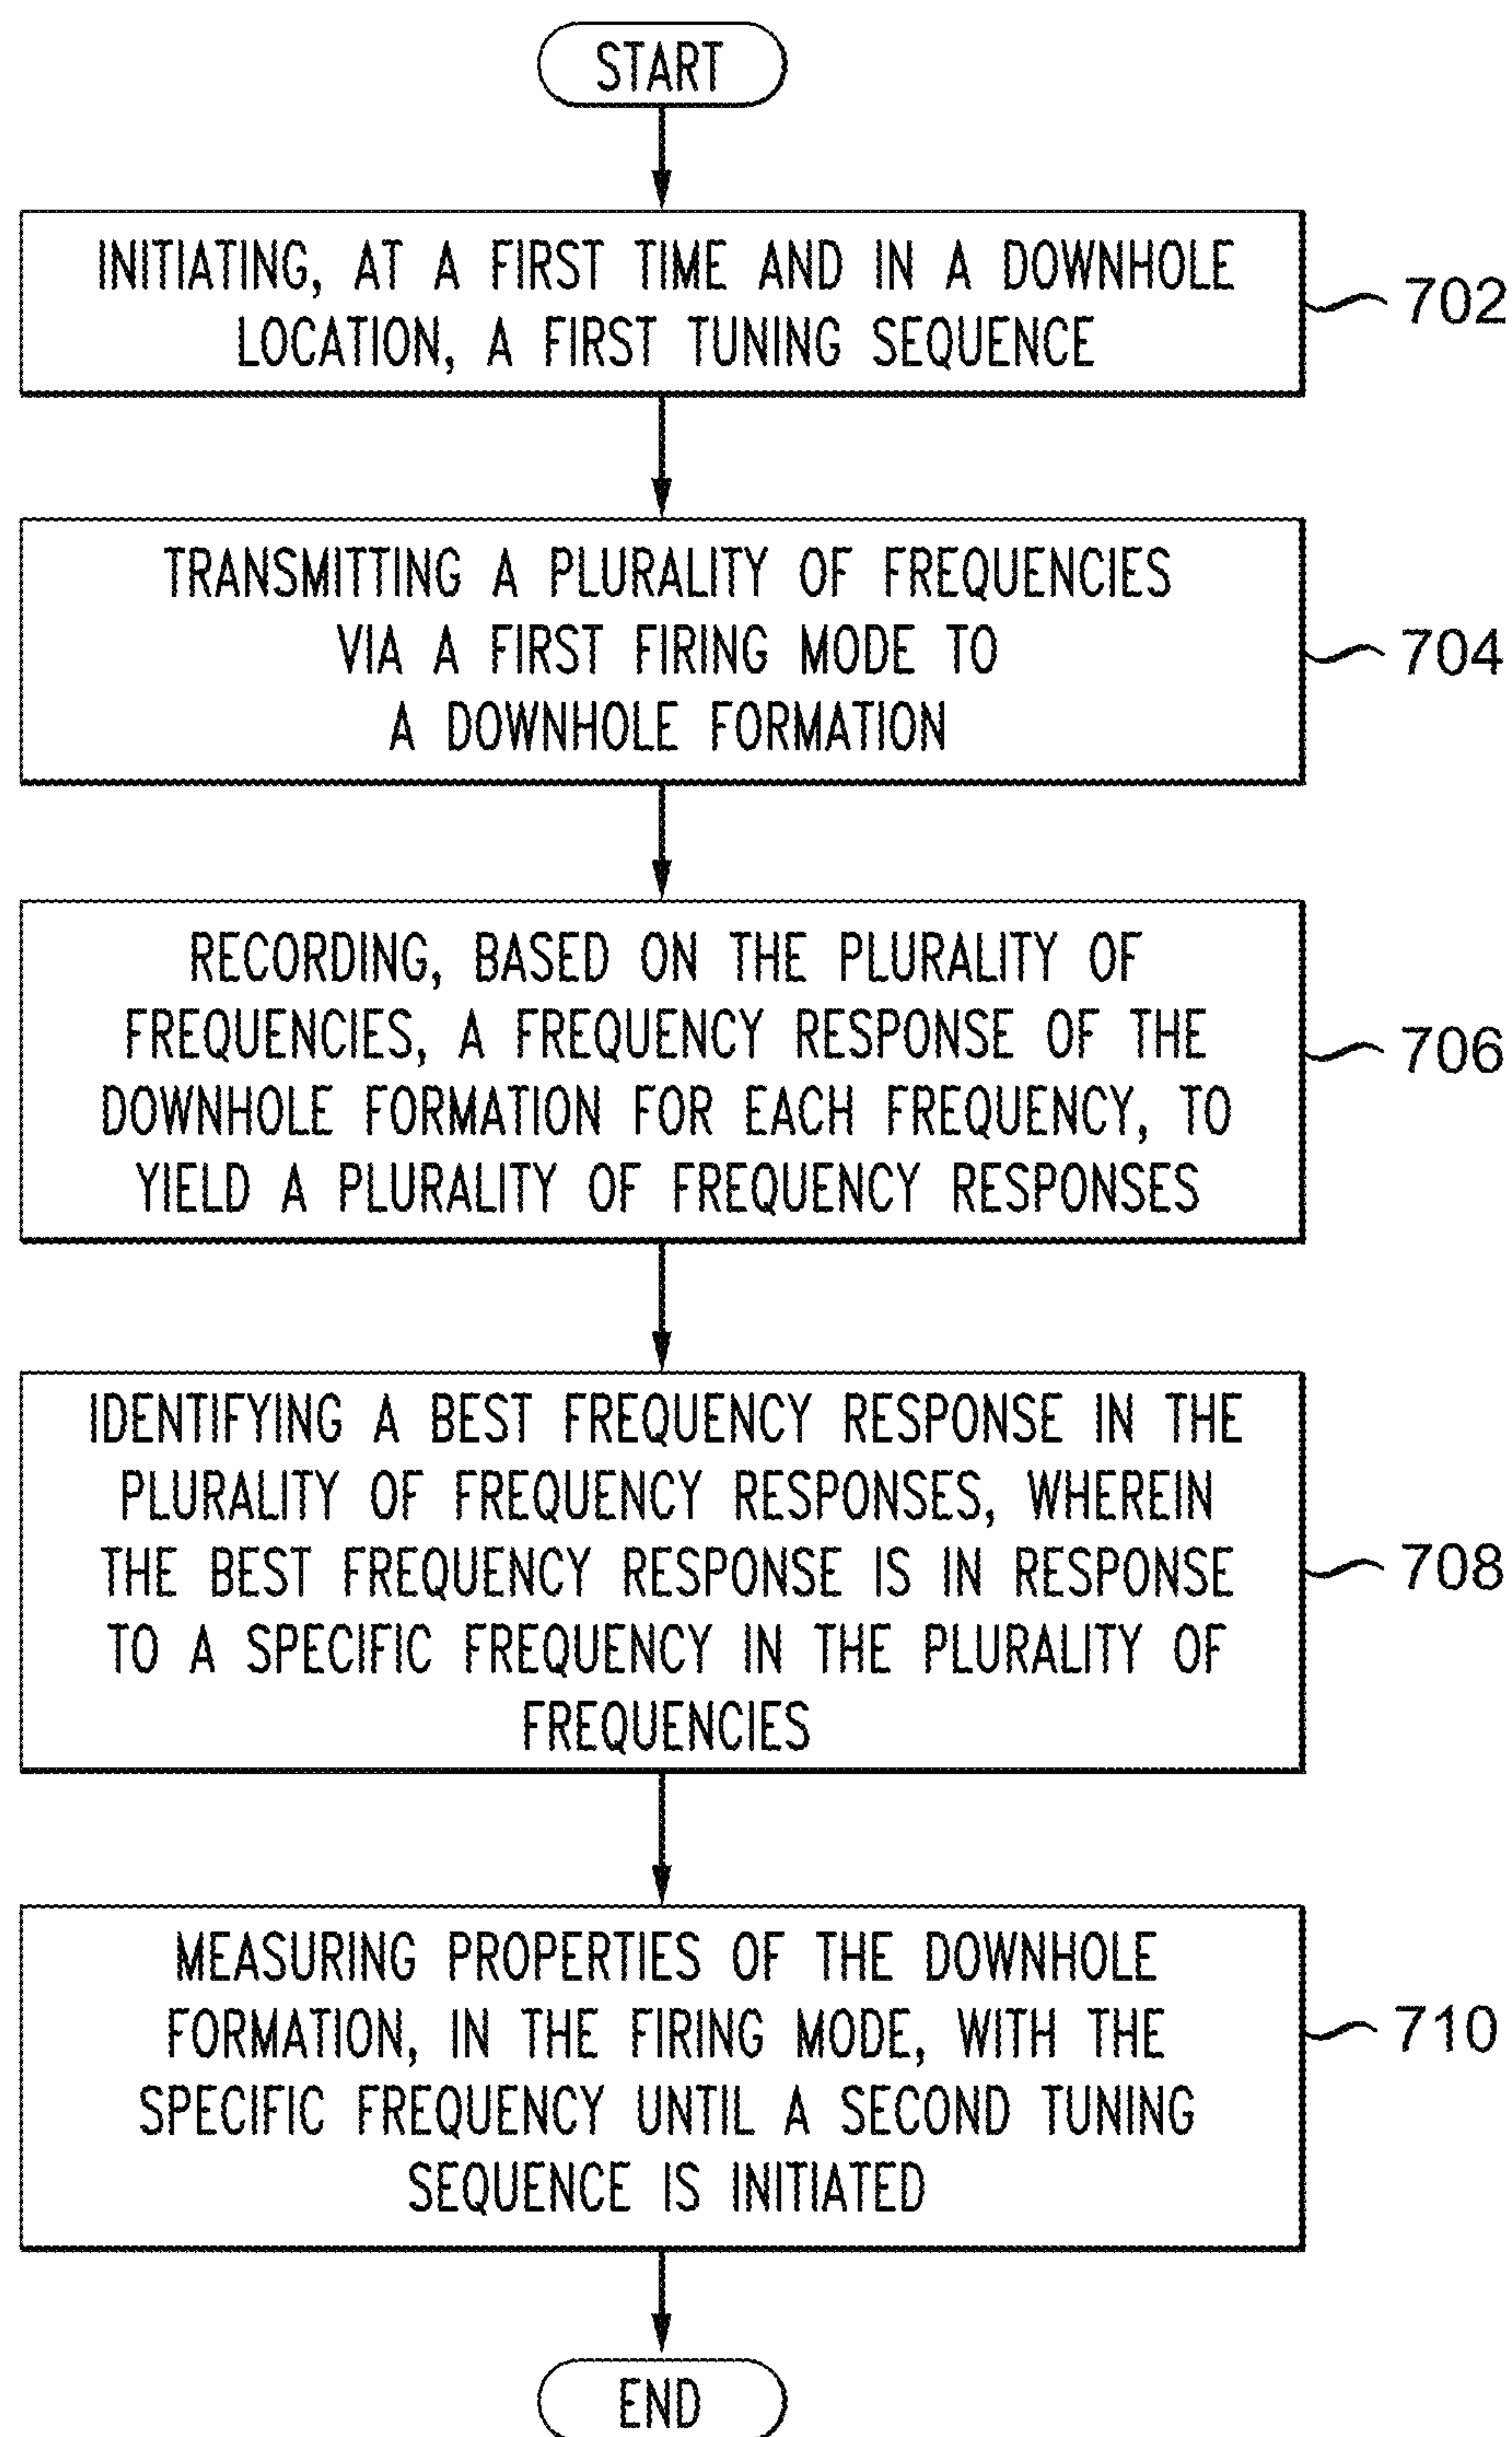 START
INITIATING, AT A FIRST TIME AND IN A DOWNHOLE
LOCATION, A FIRST TUNING SEQUENCE
702
TRANSMITTING A PLURALITY OF FREQUENCIES
VIA A FIRST FIRING MODE TO
A DOWNHOLE FORMATION
704
RECORDING, BASED ON THE PLURALITY OF
FREQUENCIES, A FREQUENCY RESPONSE OF THE
DOWNHOLE FORMATION FOR EACH FREQUENCY, TO
YIELD A PLURALITY OF FREQUENCY RESPONSES
706
IDENTIFYING A BEST FREQUENCY RESPONSE IN THE
PLURALITY OF FREQUENCY RESPONSES, WHEREIN
THE BEST FREQUENCY RESPONSE IS IN RESPONSE
TO A SPECIFIC FREQUENCY IN THE PLURALITY OF
FREQUENCIES
708
MEASURING PROPERTIES OF THE DOWNHOLE
FORMATION, IN THE FIRING MODE, WITH THE
SPECIFIC FREQUENCY UNTIL A SECOND TUNING
SEQUENCE IS INITIATED
710
END